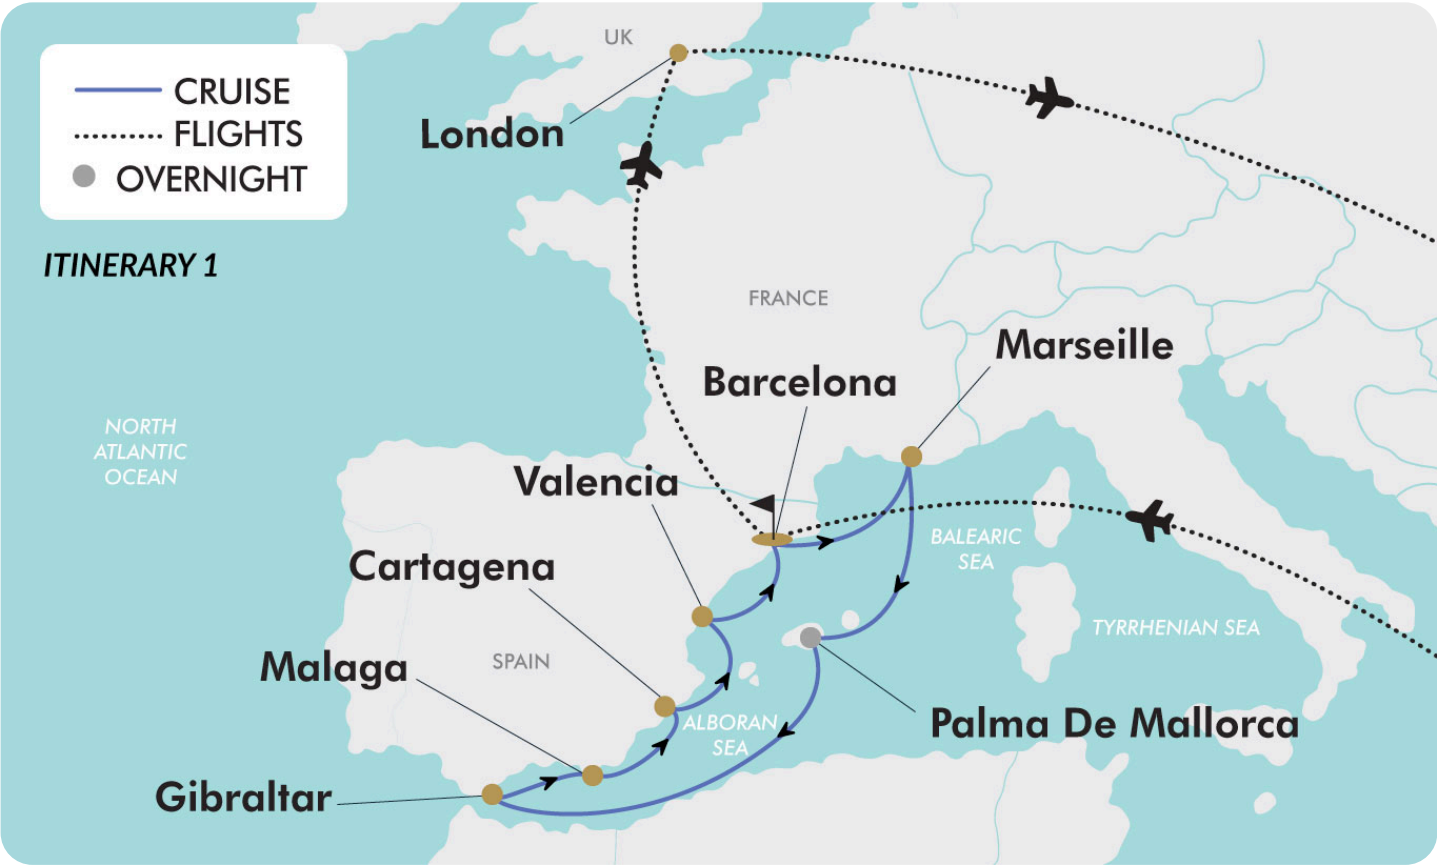 UK
CRUISE
FLIGHTS
OVERNIGHT
London
ITINERARY 1
FRANCE
Marseille
Barcelona
NORTH
ATLANTIC
OCEAN
Valencia
BALEARIC
SEA
Cartagena
TYRRHENIAN SEA
SPAIN
Malaga
ALBORAN
SEA
Palma De Mallorca
Gibraltar